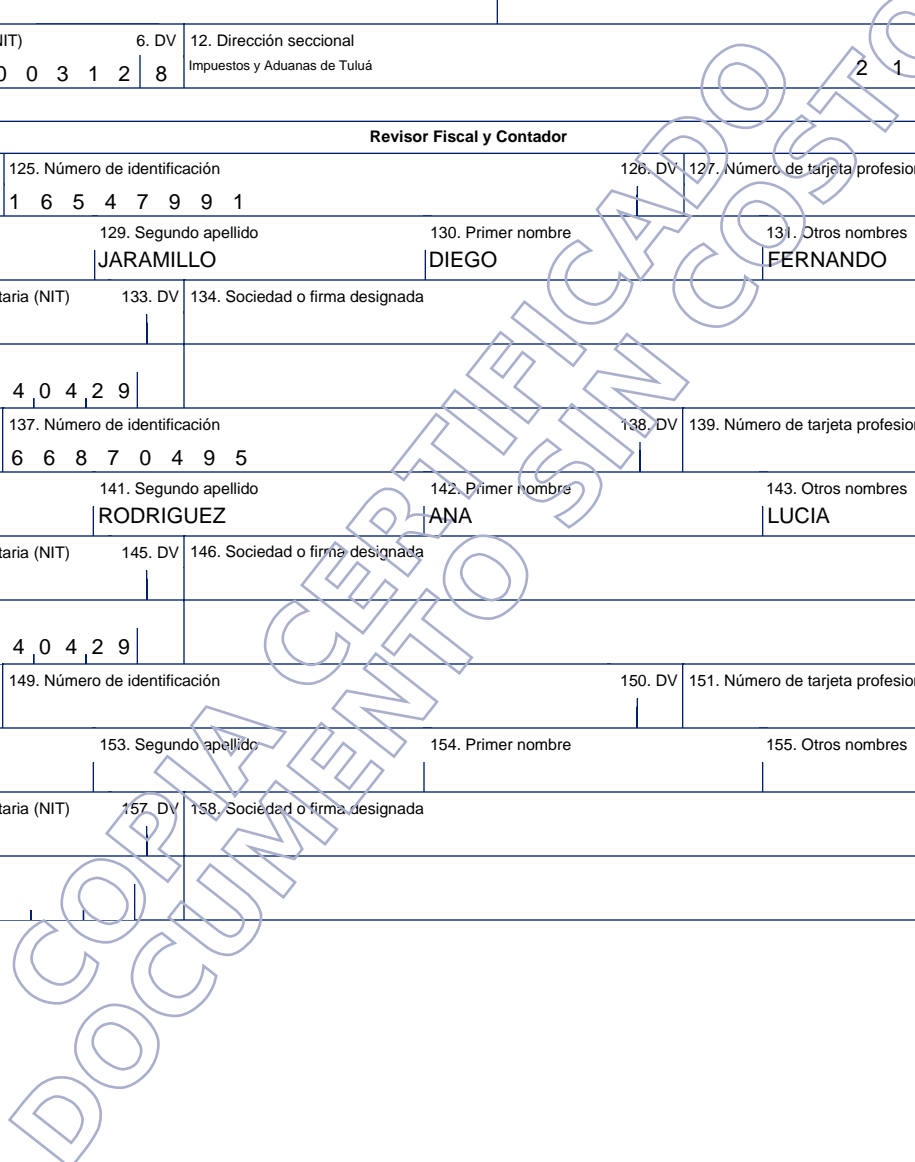 NIT) 6. DV 12. Dirección seccional
0 0 3 1 2 8 Impuestos y Aduanas de Tuluá 2 1
Revisor Fiscal y Contador
125. Número de identificación 126. DV 127. Número de tarjeta profesion
1 6 5 4 7 9 9 1
129. Segundo apellido 130. Primer nombre 131. Otros nombres
JARAMILLO DIEGO FERNANDO
taria (NIT) 133. DV 134. Sociedad o firma designada
4 0 4 2 9
137. Número de identificación 138. DV 139. Número de tarjeta profesion
6 6 8 7 0 4 9 5
141. Segundo apellido 142. Primer nombre 143. Otros nombres
RODRIGUEZ ANA LUCIA
taria (NIT) 145. DV 146. Sociedad o firma designada
4 0 4 2 9
149. Número de identificación 150. DV 151. Número de tarjeta profesion
153. Segundo apellido 154. Primer nombre 155. Otros nombres
taria (NIT) 157. DV 158. Sociedad o firma designada
COPIA CERTIFICADO
DOCUMENTO SIN COSTO